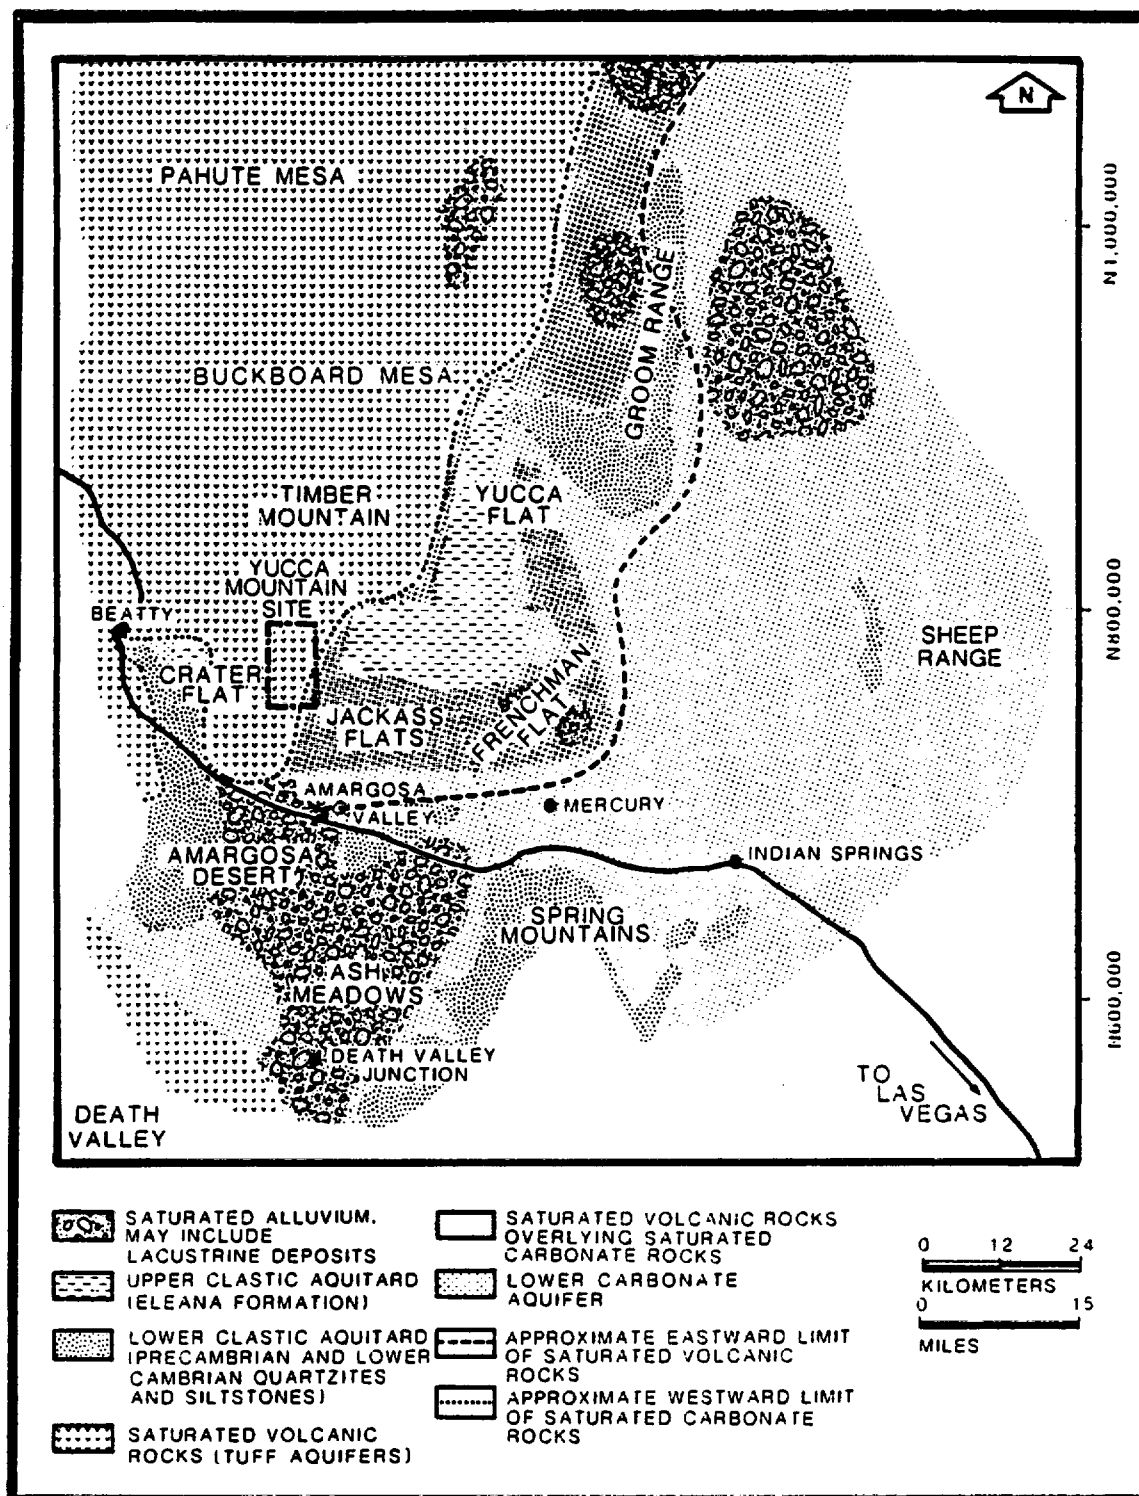 N
PAHUTE MESA
N1,000,000
GROOM RANGE
BUCKBOARD MESA
TIMBER
MOUNTAIN
YUCCA
FLAT
YUCCA
MOUNTAIN
SITE
BEATTY
N800,000
SHEEP
RANGE
CRATER
FLAT
FRENCHMAN
FLAT
JACKASS
FLATS
AMARGOSA
VALLEY
MERCURY
INDIAN SPRINGS
AMARGOSA
DESERT
SPRING
MOUNTAINS
ASH
MEADOWS
N600,000
DEATH VALLEY
JUNCTION
TO
LAS
VEGAS
DEATH
VALLEY
SATURATED ALLUVIUM.
MAY INCLUDE
LACUSTRINE DEPOSITS
UPPER CLASTIC AQUITARD
(ELEANA FORMATION)
LOWER CLASTIC AQUITARD
(PRECAMBRIAN AND LOWER
CAMBRIAN QUARTZITES
AND SILTSTONES)
SATURATED VOLCANIC
ROCKS (TUFF AQUIFERS)
SATURATED VOLCANIC ROCKS
OVERLYING SATURATED
CARBONATE ROCKS
LOWER CARBONATE
AQUIFER
APPROXIMATE EASTWARD LIMIT
OF SATURATED VOLCANIC
ROCKS
APPROXIMATE WESTWARD LIMIT
OF SATURATED CARBONATE
ROCKS
0 12 24
KILOMETERS
0 15
MILES